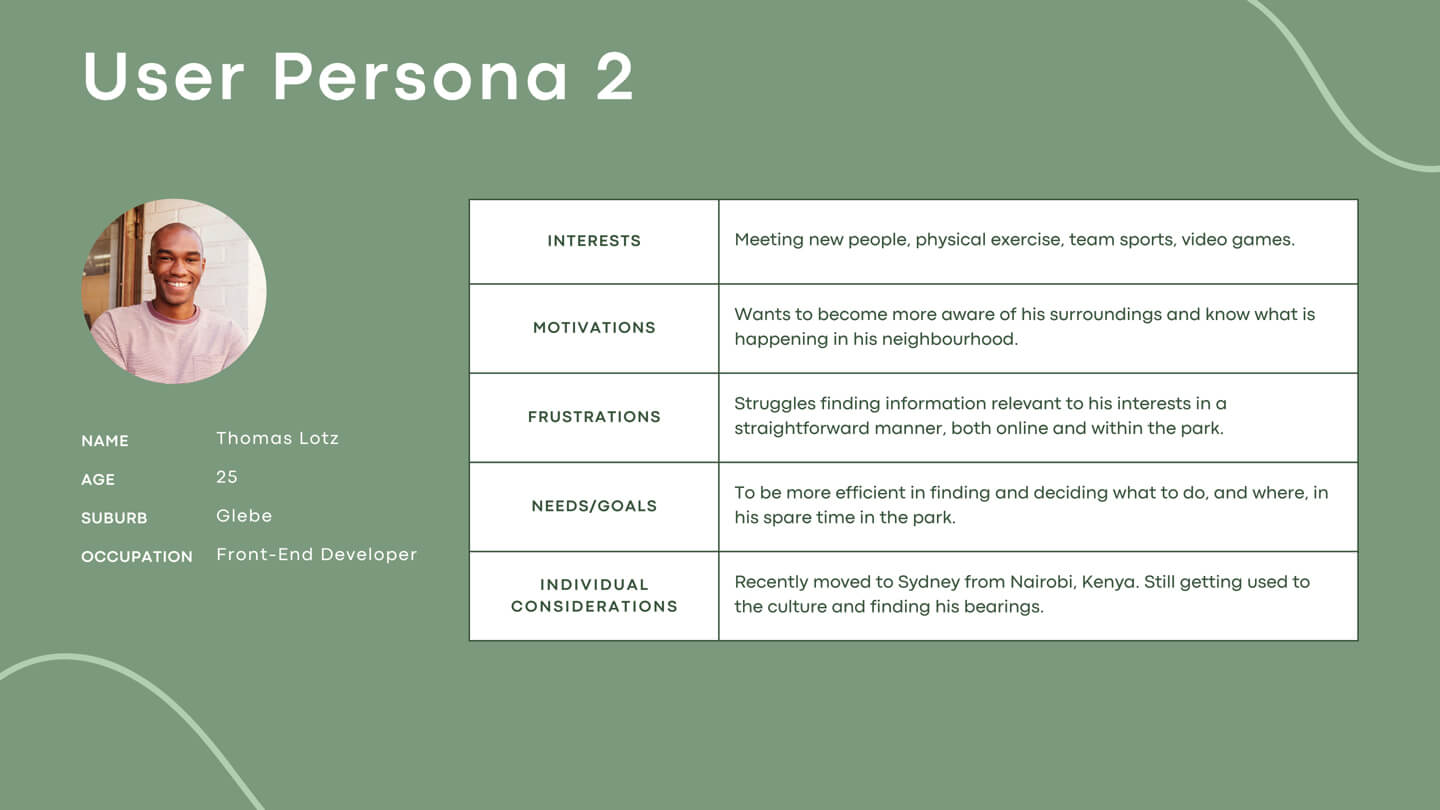 User Persona 2
NAME Thomas Lotz
AGE 25
SUBURB Glebe
OCCUPATION Front-End Developer
INTERESTS
Meeting new people, physical exercise, team sports, video games.
MOTIVATIONS
Wants to become more aware of his surroundings and know what is
happening in his neighbourhood.
FRUSTRATIONS
Struggles finding information relevant to his interests in a
straightforward manner, both online and within the park.
NEEDS/GOALS
To be more efficient in finding and deciding what to do, and where, in
his spare time in the park.
INDIVIDUAL
CONSIDERATIONS
Recently moved to Sydney from Nairobi, Kenya. Still getting used to
the culture and finding his bearings.